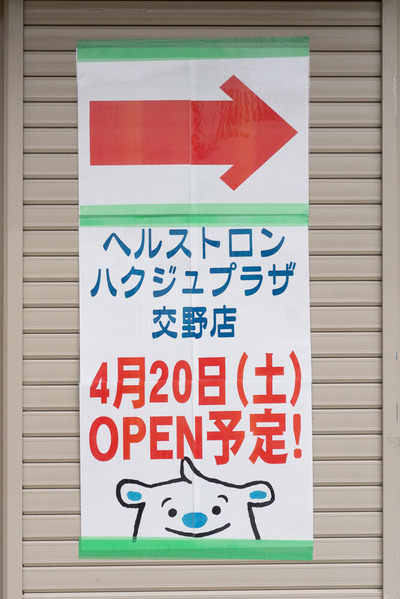 ヘルストロン
ハクジュプラザ
交野店
4月20日(土)
OPEN予定!